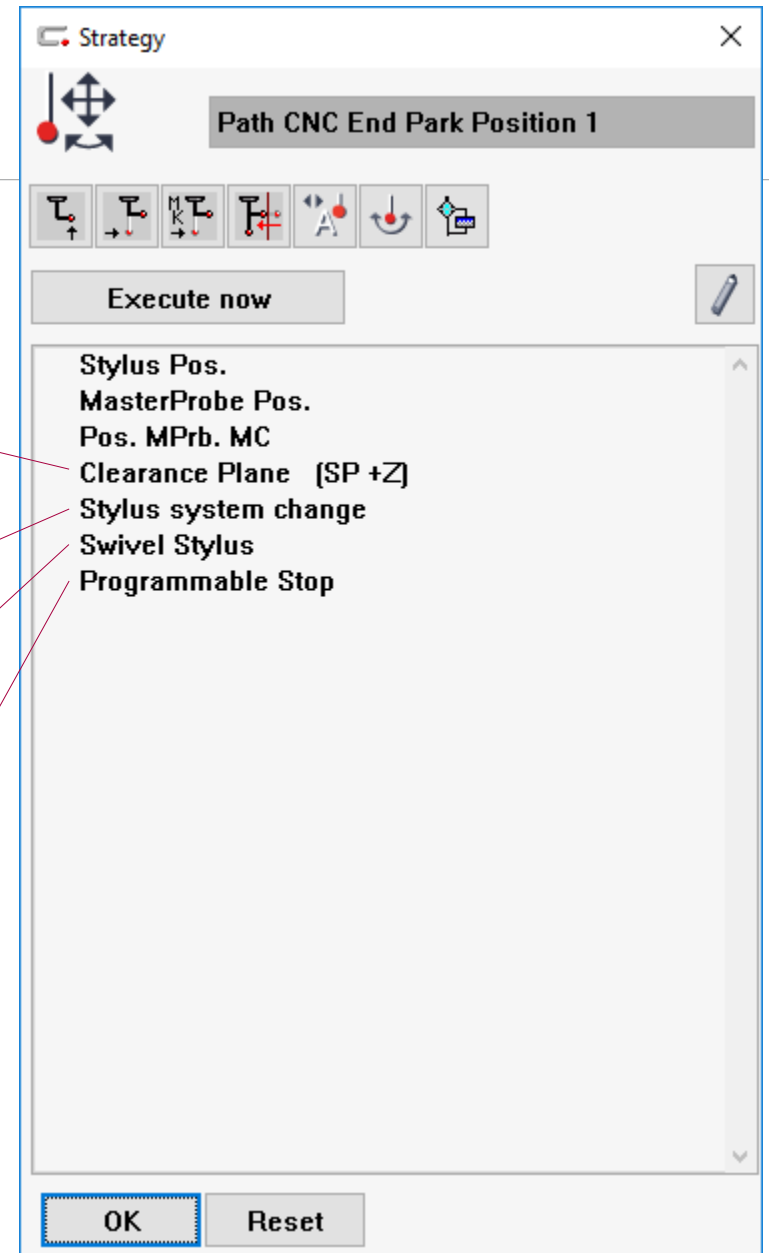 Strategy
Path CNC End Park Position 1
MK
A
Execute now
Stylus Pos.
MasterProbe Pos.
Pos. MPrb. MC
Clearance Plane (SP +Z)
Stylus system change
Swivel Stylus
Programmable Stop
OK Reset